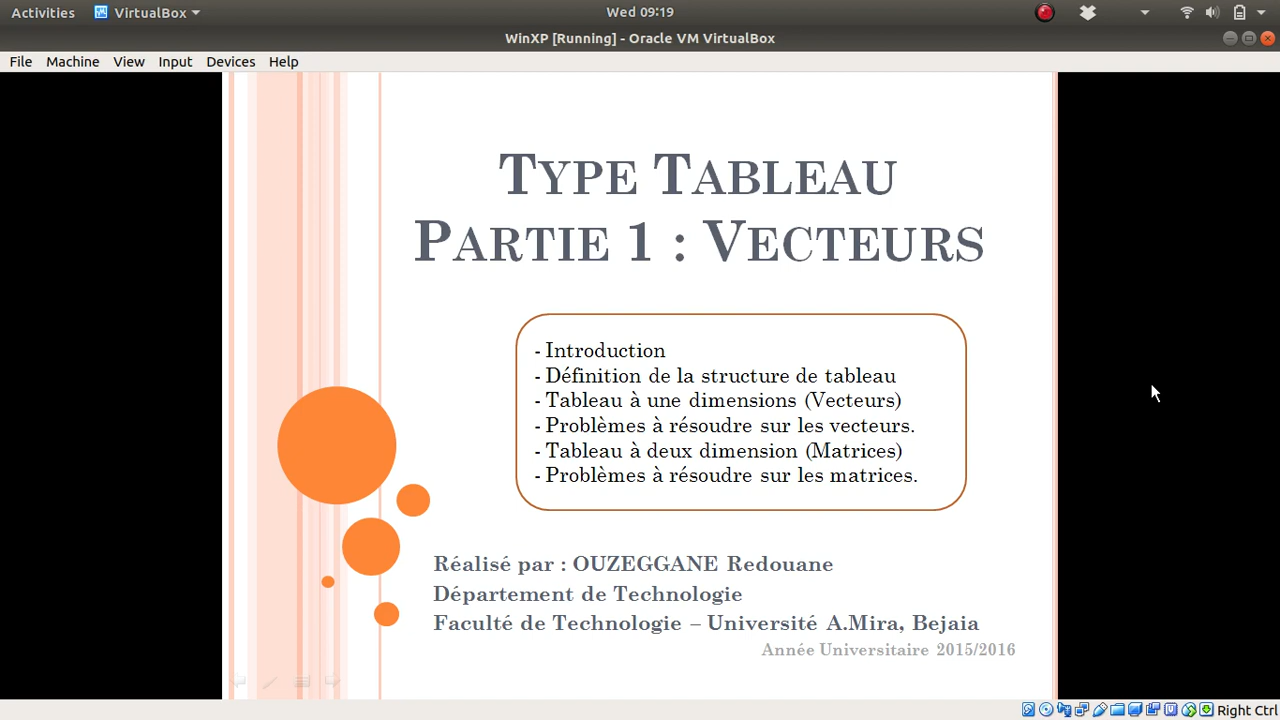 Activities VirtualBox Wed 09:19
WinXP [Running] - Oracle VM VirtualBox
File Machine View Input Devices Help
TYPE TABLEAU
PARTIE 1 : VECTEURS
- Introduction
- Définition de la structure de tableau
- Tableau à une dimensions (Vecteurs)
- Problèmes à résoudre sur les vecteurs.
- Tableau à deux dimension (Matrices)
- Problèmes à résoudre sur les matrices.
Réalisé par : OUZEGGANE Redouane
Département de Technologie
Faculté de Technologie – Université A.Mira, Bejaia
Année Universitaire 2015/2016
Right Ctrl